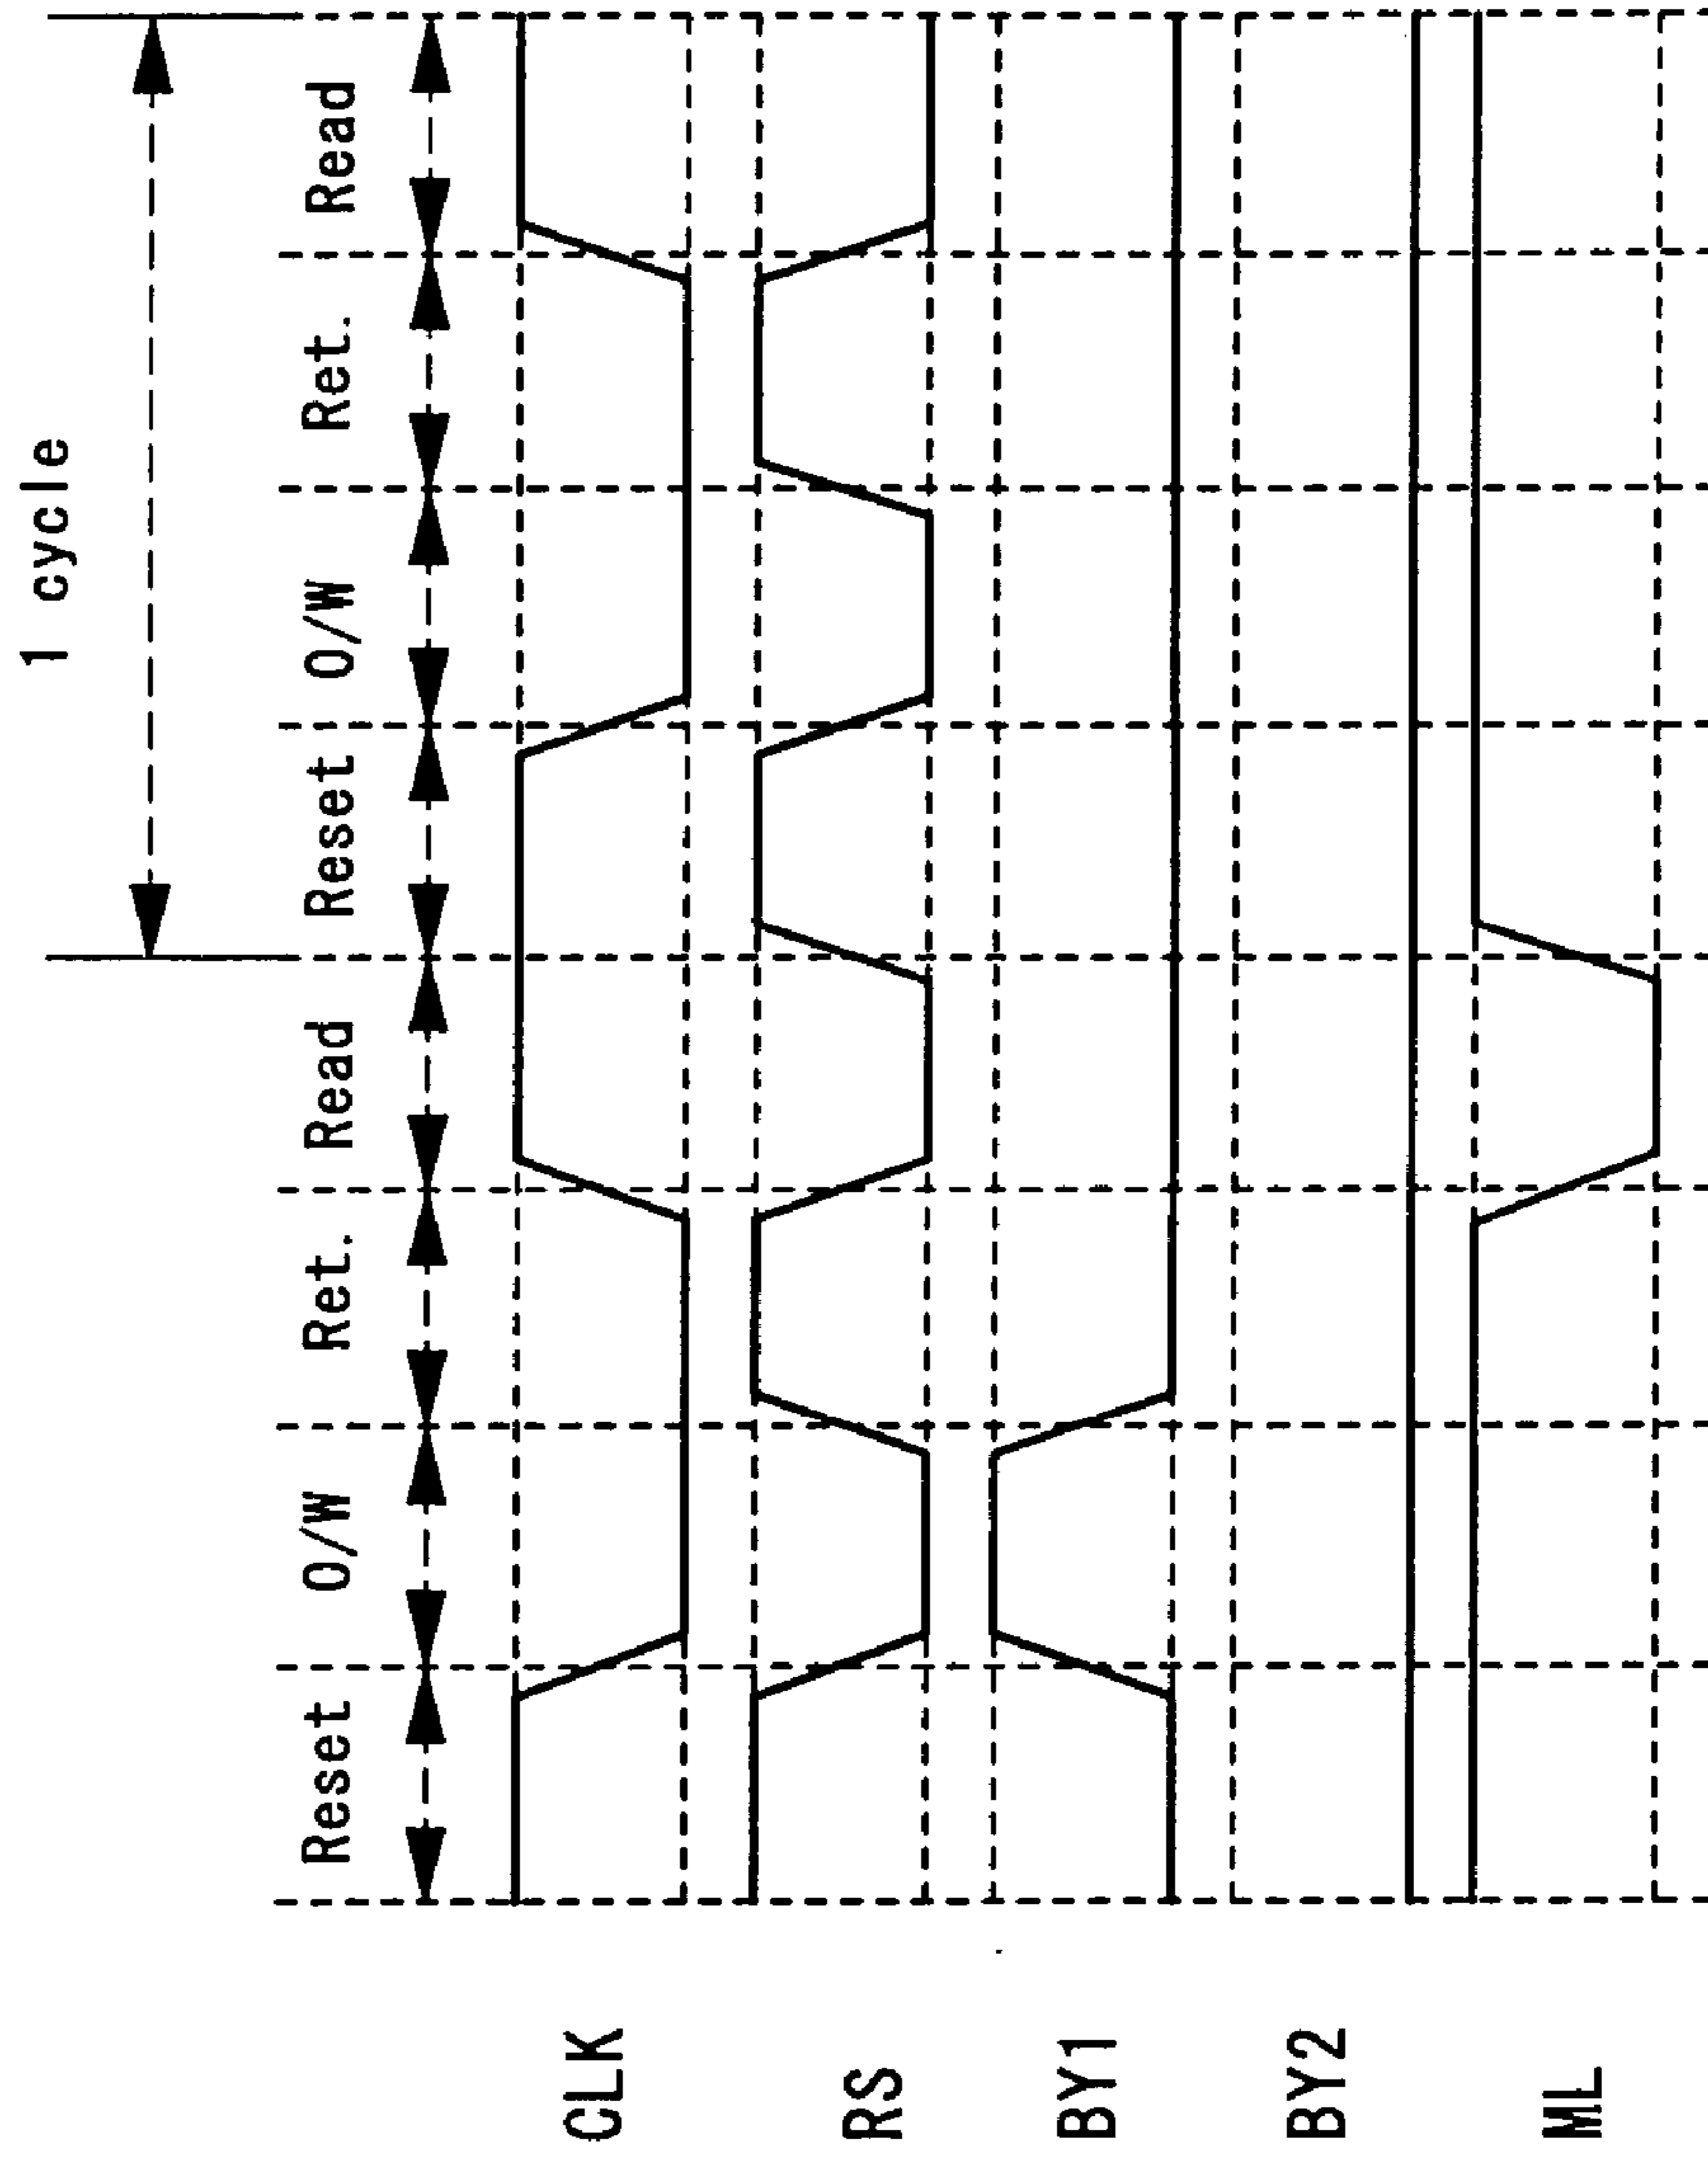 1 cycle
Reset O/W Ret. Read Reset O/W Ret. Read
CLK
RS
BY1
BY2
ML